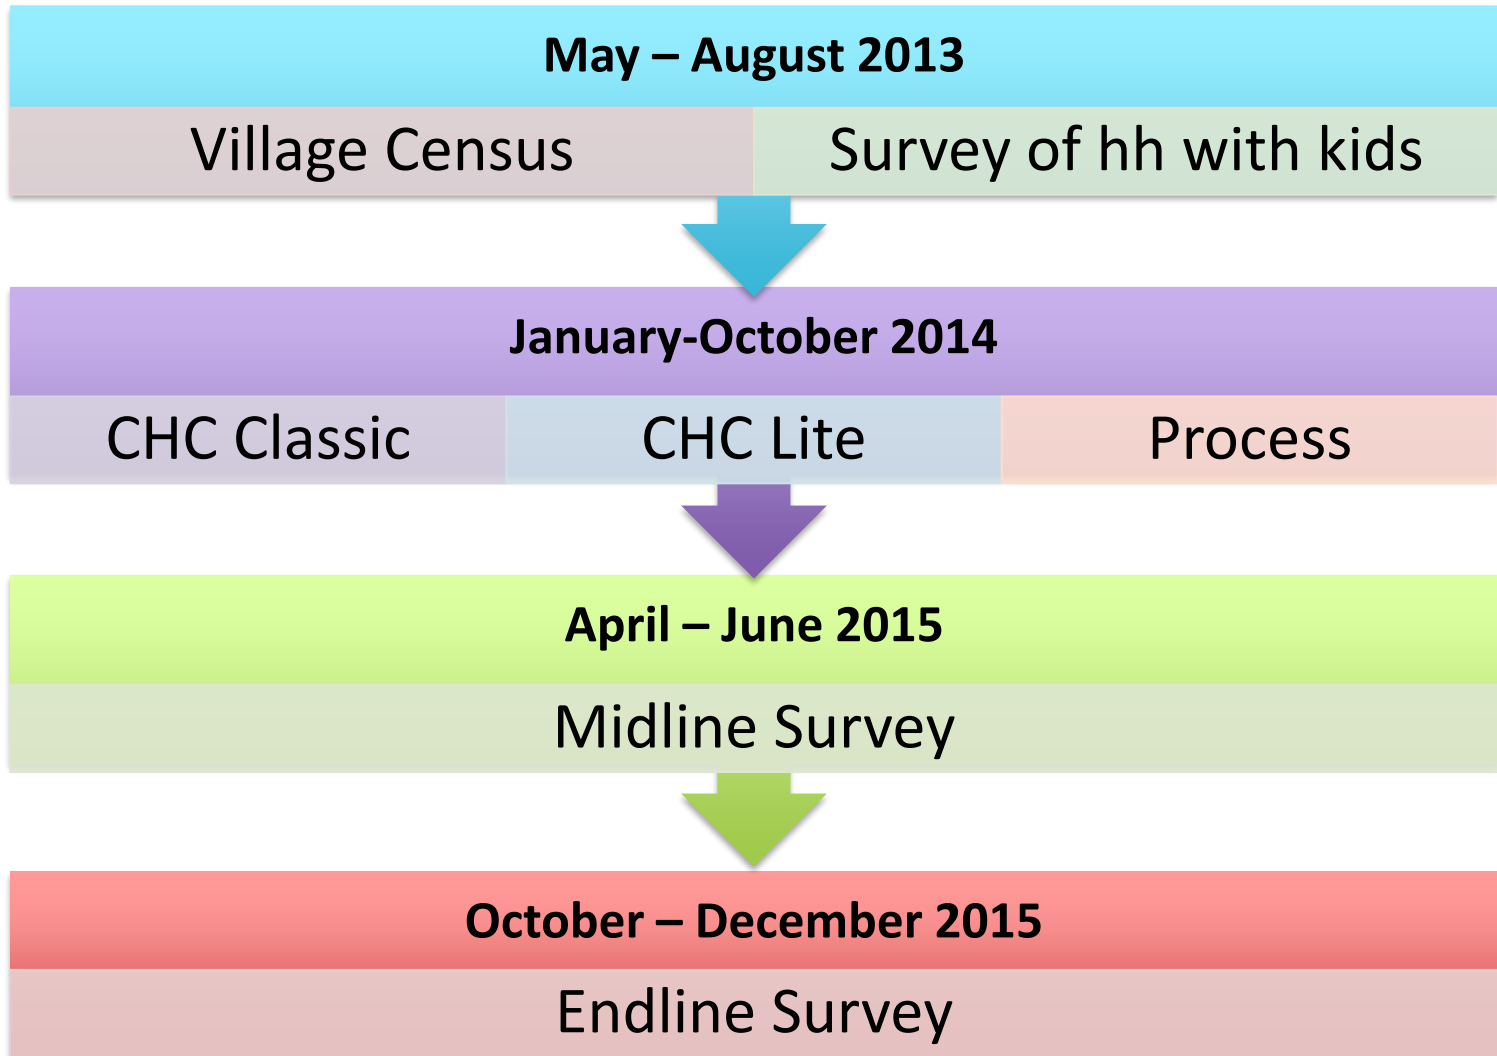 May – August 2013
Village Census
Survey of hh with kids
January-October 2014
CHC Classic
CHC Lite
Process
April – June 2015
Midline Survey
October – December 2015
Endline Survey